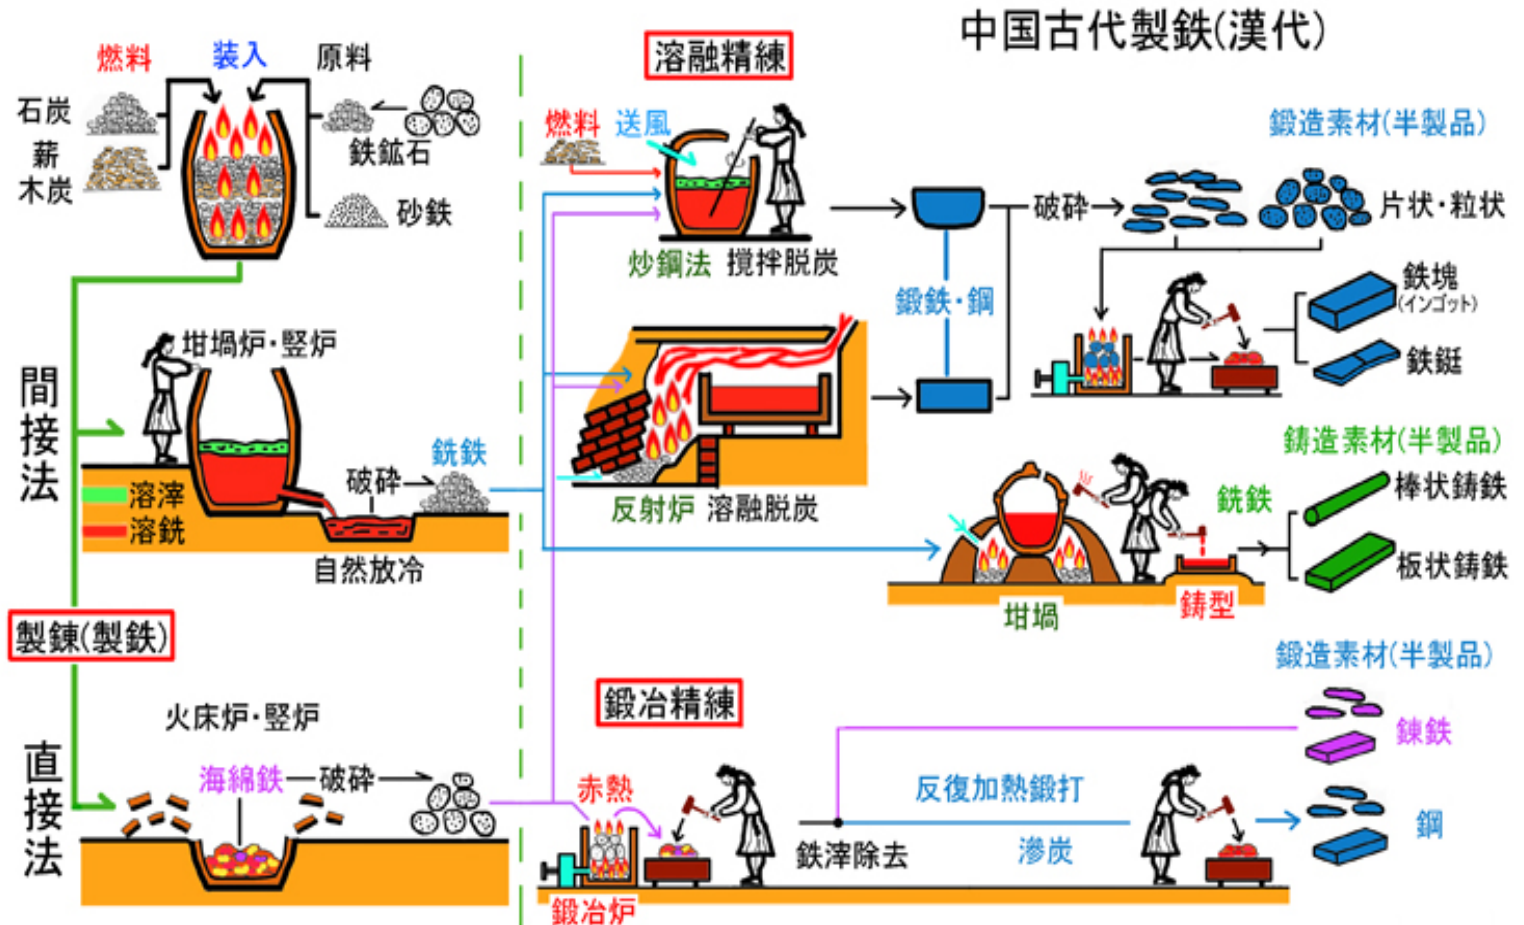 中国古代製鉄(漢代)
燃料
装入
原料
石炭
薪
木炭
鉄鉱石
砂鉄
間接法
坩堝炉・竪炉
溶滓
溶銑
破砕
銑鉄
自然放冷
製錬(製鉄)
直接法
火床炉・竪炉
海綿鉄
破砕
溶融精練
燃料
送風
炒鋼法 攪拌脱炭
反射炉 溶融脱炭
鍛鉄・鋼
破砕
鍛造素材(半製品)
片状・粒状
鉄塊
(インゴット)
鉄鋌
鋳造素材(半製品)
銑鉄
棒状鋳鉄
板状鋳鉄
坩堝
鋳型
鍛冶精練
赤熱
鍛冶炉
鉄滓除去
反復加熱鍛打
滲炭
鍛造素材(半製品)
錬鉄
鋼